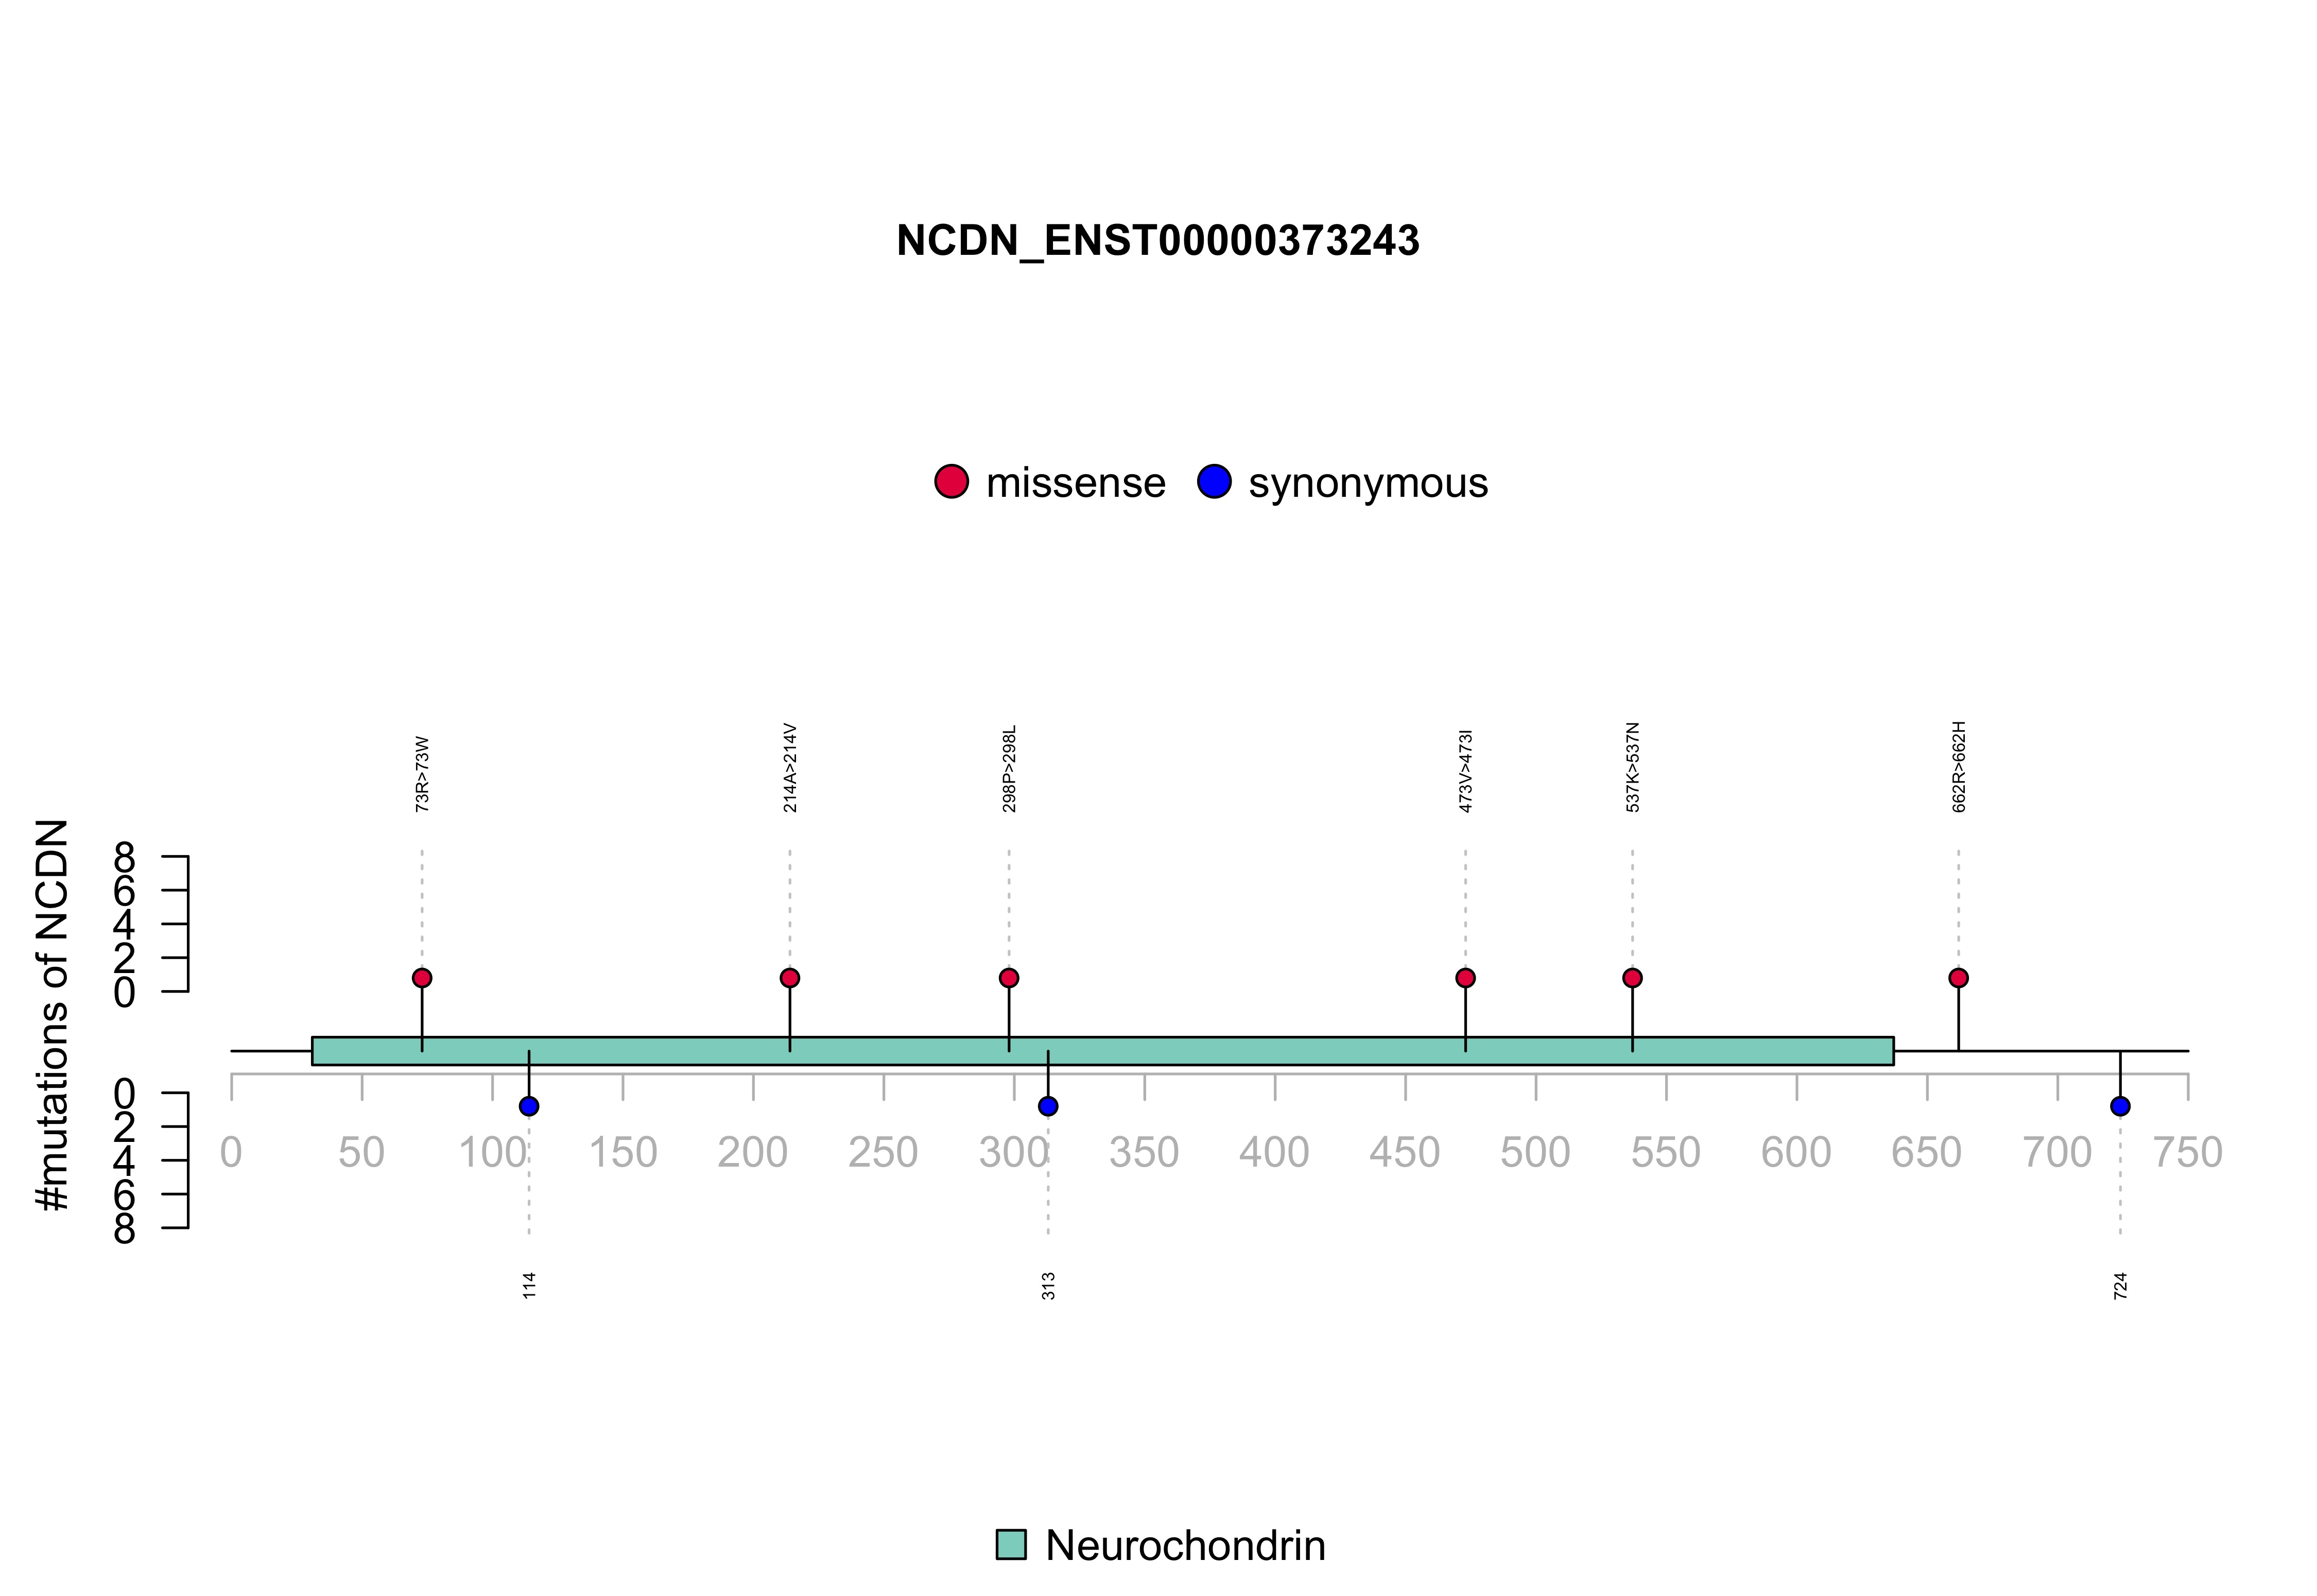 NCDN_ENST00000373243
missense synonymous
73R>73W 214A>214V 298P>298L 473V>473I 537K>537N 662R>662H
#mutations of NCDN
8
6
4
2
0
0
2
4
6
8
0 50 100 150 200 250 300 350 400 450 500 550 600 650 700 750
114 313 724
Neurochondrin